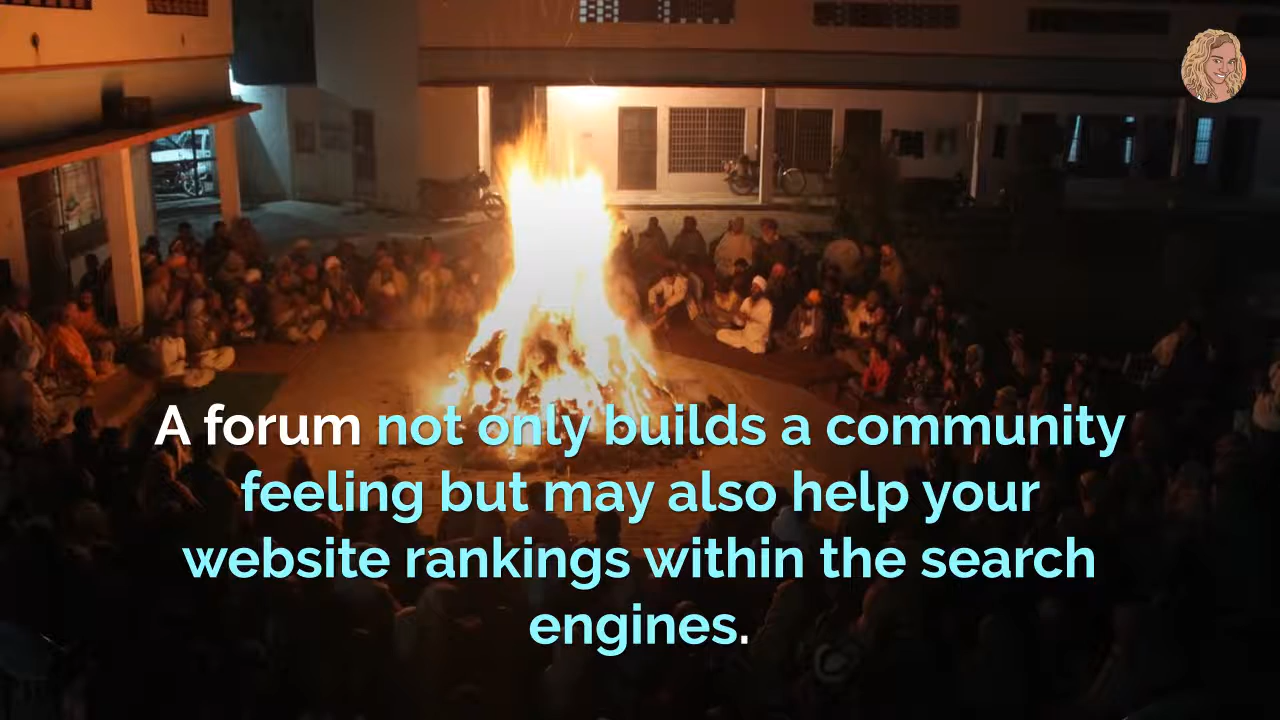 A forum not only builds a community
feeling but may also help your
website rankings within the search
engines.